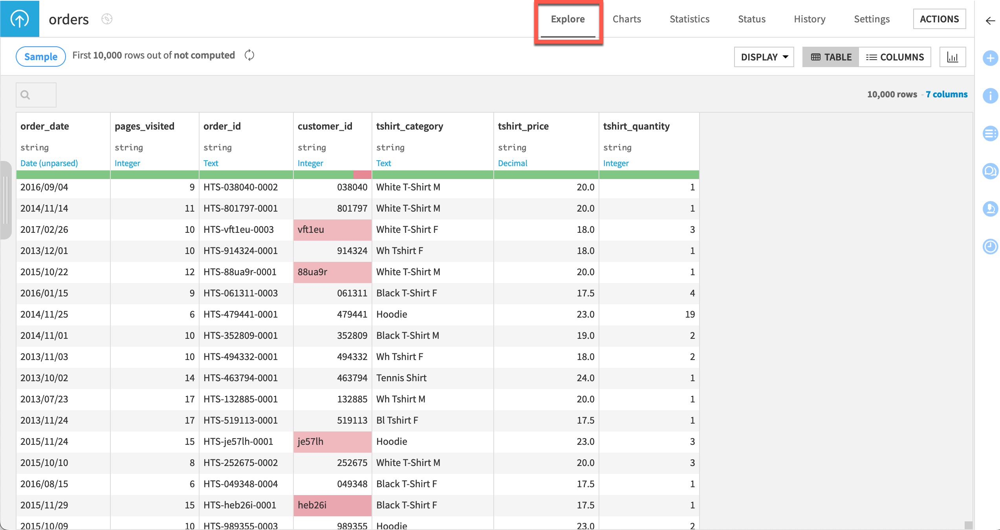 orders Explore Charts Statistics Status History Settings ACTIONS
Sample First 10,000 rows out of not computed DISPLAY TABLE COLUMNS
10,000 rows - 7 columns
order_date pages_visited order_id customer_id tshirt_category tshirt_price tshirt_quantity
string string string string string string string
Date (unparsed) Integer Text Integer Text Decimal Integer
2016/09/04 9 HTS-038040-0002 038040 White T-Shirt M 20.0 1
2014/11/14 11 HTS-801797-0001 801797 White T-Shirt M 20.0 1
2017/02/26 10 HTS-vft1eu-0003 vft1eu White T-Shirt F 18.0 3
2013/12/01 10 HTS-914324-0001 914324 Wh Tshirt F 18.0 1
2015/10/22 12 HTS-88ua9r-0001 88ua9r White T-Shirt M 20.0 1
2016/01/15 9 HTS-061311-0003 061311 Black T-Shirt F 17.5 4
2014/11/25 6 HTS-479441-0001 479441 Hoodie 23.0 19
2014/11/01 10 HTS-352809-0001 352809 Black T-Shirt M 19.0 2
2013/11/03 10 HTS-494332-0001 494332 Wh Tshirt F 18.0 2
2013/10/02 14 HTS-463794-0001 463794 Tennis Shirt 24.0 1
2013/07/23 17 HTS-132885-0001 132885 Wh Tshirt M 20.0 1
2013/11/24 17 HTS-519113-0001 519113 Bl Tshirt F 17.5 1
2015/11/24 15 HTS-je57lh-0001 je57lh Hoodie 23.0 3
2015/10/10 8 HTS-252675-0002 252675 White T-Shirt M 20.0 3
2016/08/15 6 HTS-049348-0004 049348 Black T-Shirt F 17.5 1
2015/11/29 15 HTS-heb26i-0001 heb26i Black T-Shirt F 17.5 1
2015/10/09 10 HTS-989355-0003 989355 Hoodie 23.0 2